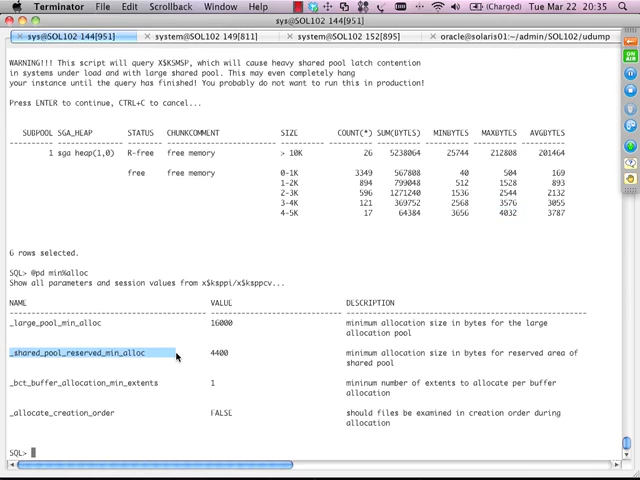 Terminator File Edit Scrollback Window Help (Charged) Tue Mar 22 20:35
sys@SOL102 144[951]
sys@SOL102 144[951] system@SOL102 149[811] system@SOL102 152[895] oracle@solaris01:~/admin/SOL102/udump
WARNING!!! This script will query X$KSMSP, which will cause heavy shared pool latch contention
in systems under load and with large shared pool. This may even completely hang
your instance until the query has finished! You probably do not want to run this in production!
Press ENTER to continue, CTRL+C to cancel...
SUBPOOL SGA_HEAP STATUS CHUNKCOMMENT SIZE COUNT(*) SUM(BYTES) MINBYTES MAXBYTES AVGBYTES
1 sga heap(1,0) R-free free memory > 10K 26 5238064 25744 212808 201464
free free memory 0-1K 3349 567808 40 504 169
1-2K 894 799048 512 1528 893
2-3K 596 1271240 1536 2544 2132
3-4K 121 369752 2568 3576 3055
4-5K 17 64384 3656 4032 3787
6 rows selected.
SQL> @pd min%alloc
Show all parameters and session values from x$ksppi/x$ksppcv...
NAME VALUE DESCRIPTION
_large_pool_min_alloc 16000 minimum allocation size in bytes for the large
allocation pool
_shared_pool_reserved_min_alloc 4400 minimum allocation size in bytes for reserved area of
shared pool
_bct_buffer_allocation_min_extents 1 mininum number of extents to allocate per buffer
allocation
_allocate_creation_order FALSE should files be examined in creation order during
allocation
SQL>
ON AIR